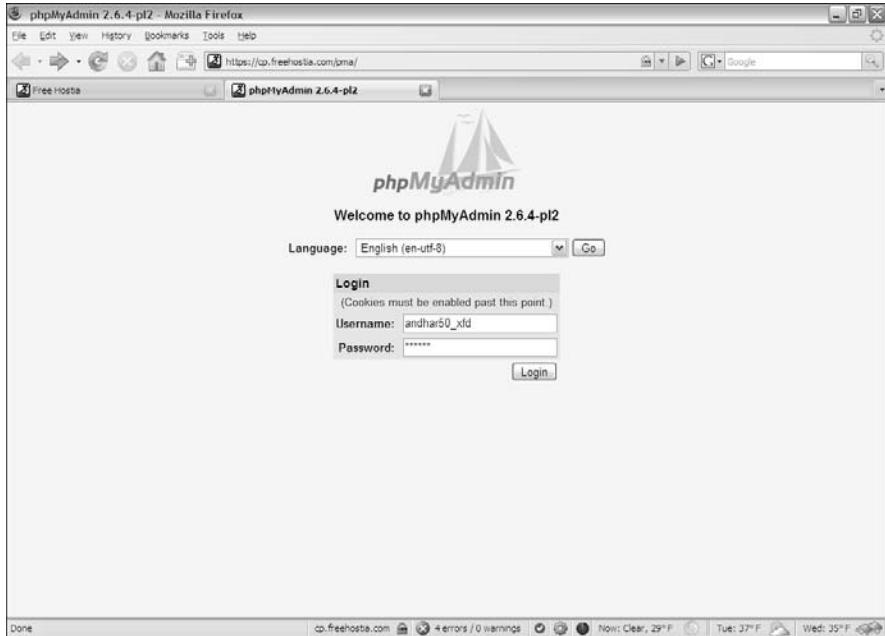 phpMyAdmin 2.6.4-pl2 - Mozilla Firefox
File Edit View History Bookmarks Tools Help
https://cp.freehostia.com/pma/
Google
Free Hostia
phpMyAdmin 2.6.4-pl2
phpMyAdmin
Welcome to phpMyAdmin 2.6.4-pl2
Language: English (en-utf-8) Go
Login
(Cookies must be enabled past this point.)
Username: andhar50_xfd
Password: ******
Login
Done cp.freehostia.com 4 errors / 0 warnings Now: Clear, 29° F Tue: 37° F Wed: 35° F